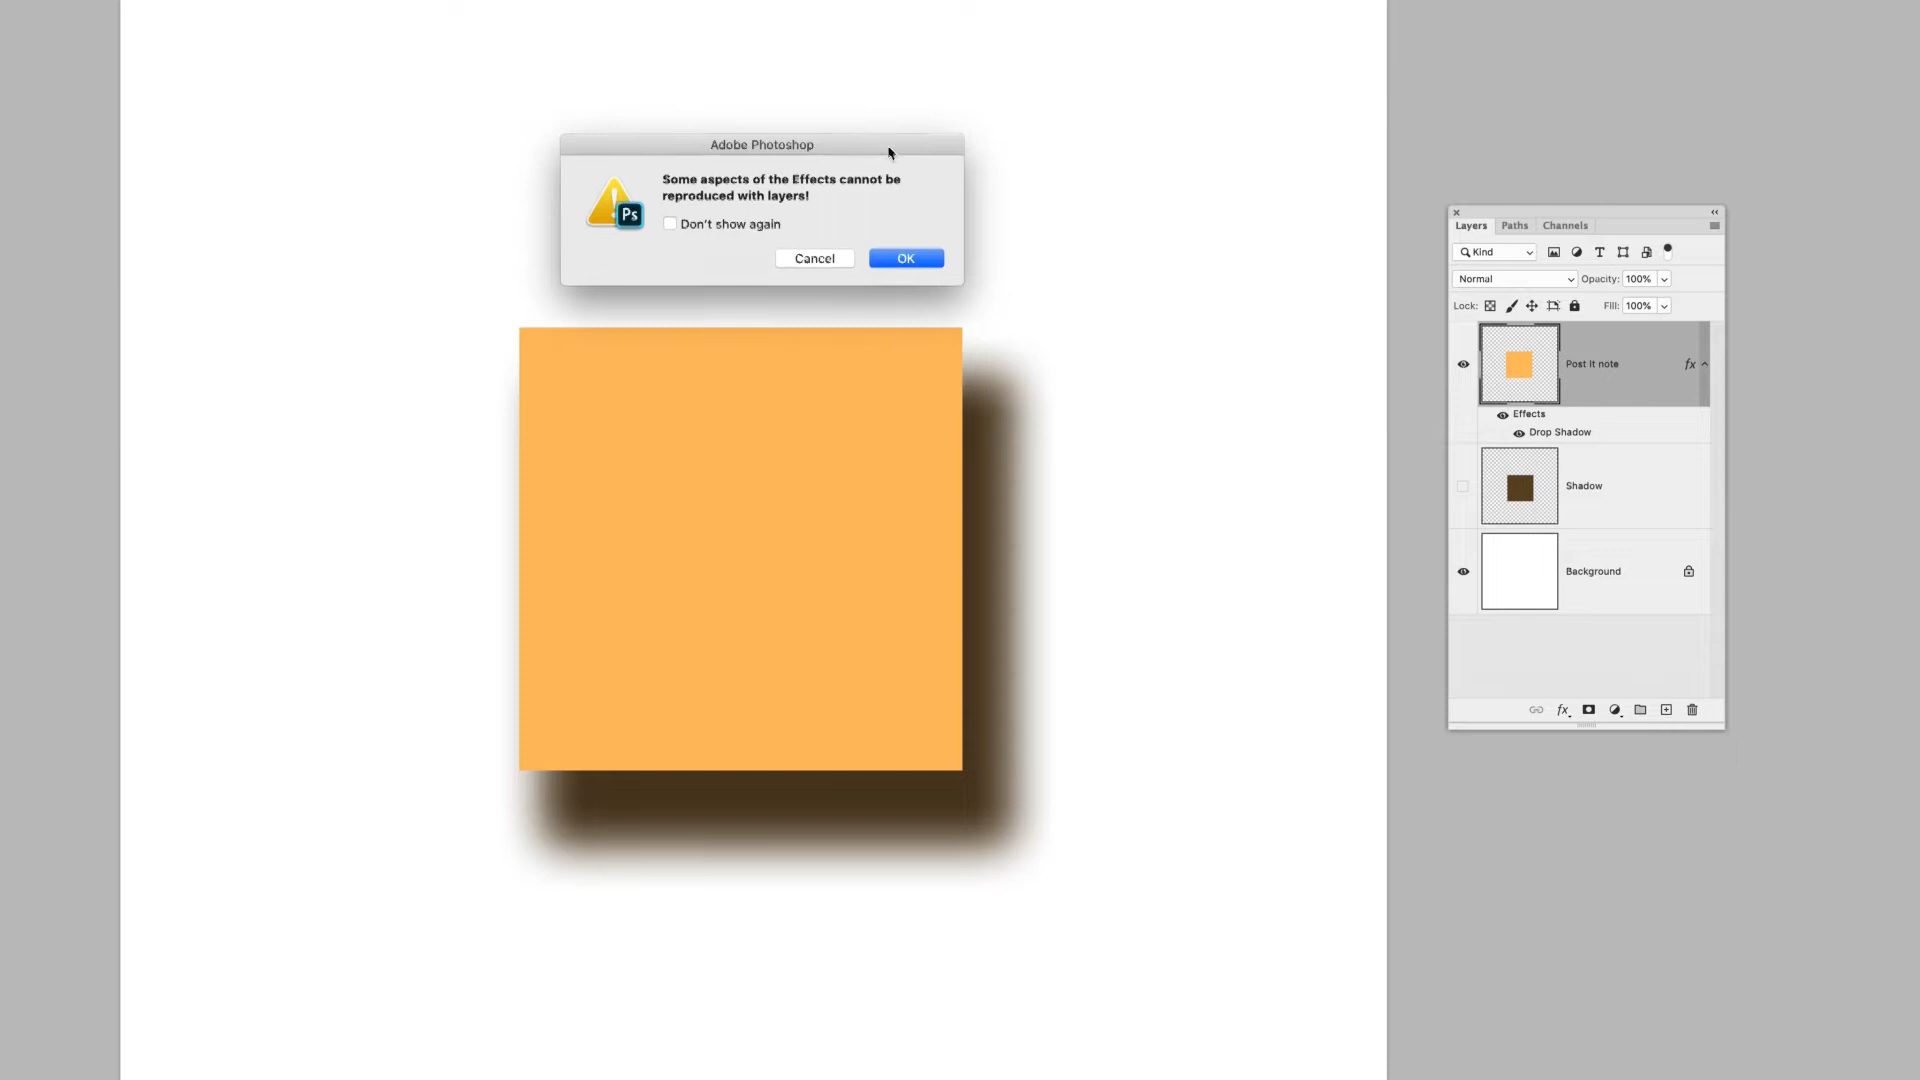 Adobe Photoshop
Some aspects of the Effects cannot be
reproduced with layers!
Ps
Don't show again
Cancel
OK
Layers
Paths
Channels
Kind
Normal
Opacity: 100%
Lock:
Fill: 100%
Post it note
fx
Effects
Drop Shadow
Shadow
Background
fx